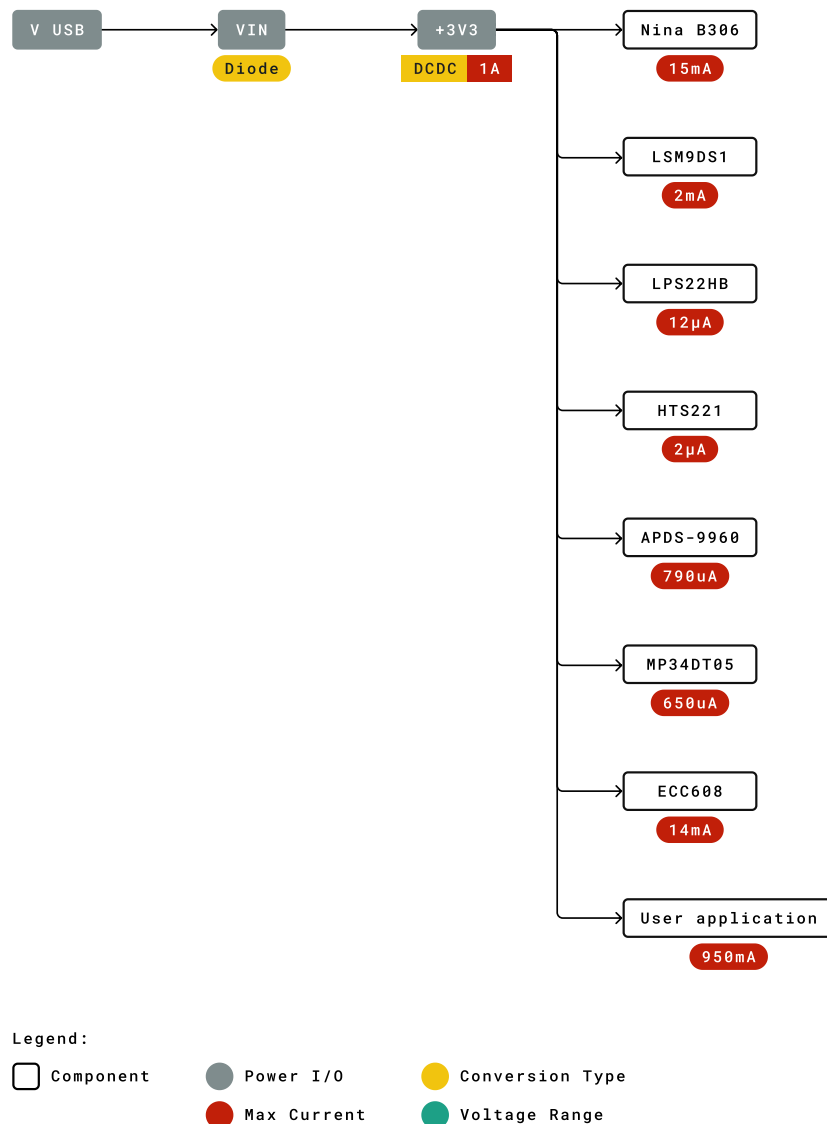 V USB
VIN
+3V3
Nina B306
Diode
DCDC
1A
15mA
LSM9DS1
2mA
LPS22HB
12µA
HTS221
2µA
APDS-9960
790uA
MP34DT05
650uA
ECC608
14mA
User application
950mA
Legend:
Component
Power I/O
Conversion Type
Max Current
Voltage Range